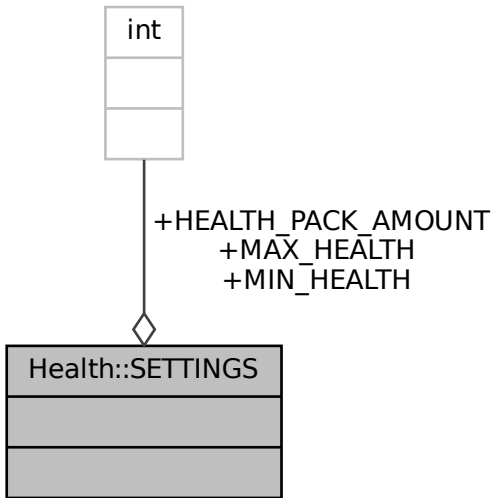 int
+HEALTH_PACK_AMOUNT
+MAX_HEALTH
+MIN_HEALTH
Health::SETTINGS